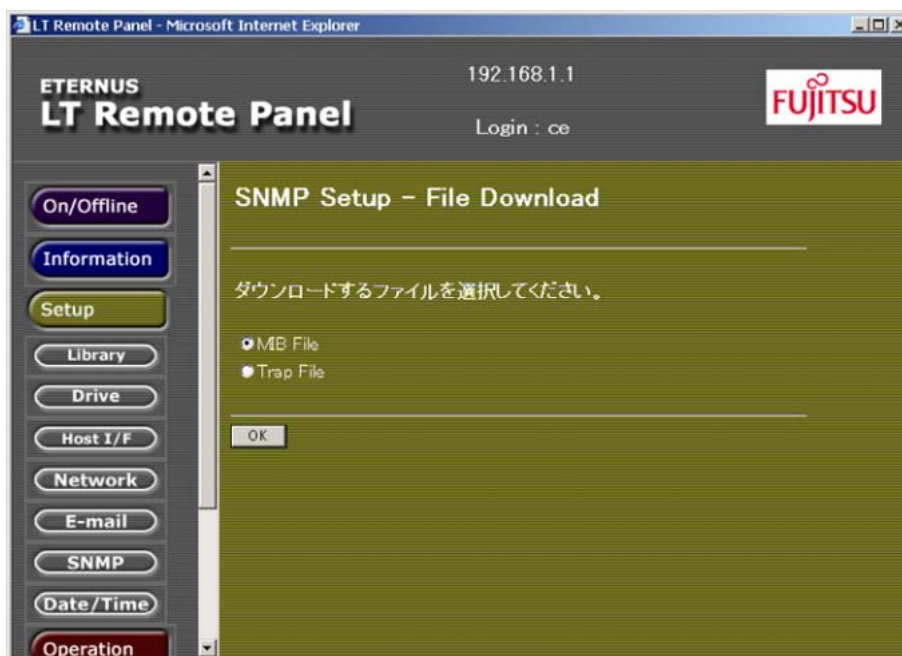 LT Remote Panel - Microsoft Internet Explorer
ETERNUS
LT Remote Panel
192.168.1.1
Login : ce
FUJITSU
On/Offline
Information
Setup
Library
Drive
Host I/F
Network
E-mail
SNMP
Date/Time
Operation
SNMP Setup - File Download
ダウンロードするファイルを選択してください。
MIB File
Trap File
OK